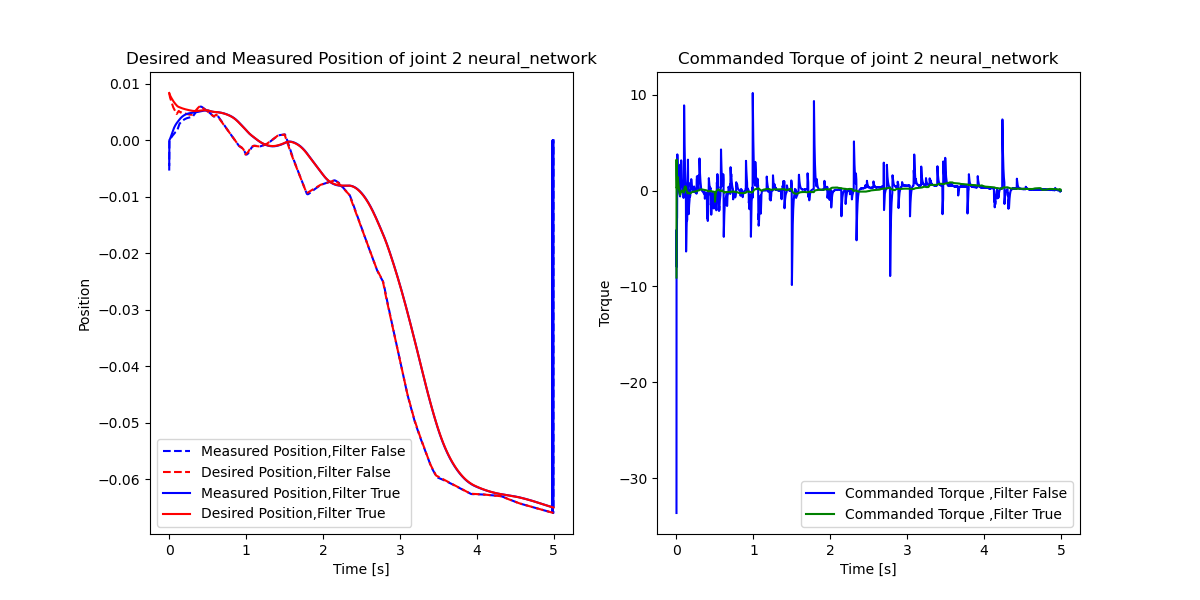 Desired and Measured Position of joint 2 neural_network
Position
0.01
0.00
−0.01
−0.02
−0.03
−0.04
−0.05
−0.06
Measured Position,Filter False
Desired Position,Filter False
Measured Position,Filter True
Desired Position,Filter True
0 1 2 3 4 5
Time [s]
Commanded Torque of joint 2 neural_network
Torque
10
0
−10
−20
−30
Commanded Torque ,Filter False
Commanded Torque ,Filter True
0 1 2 3 4 5
Time [s]